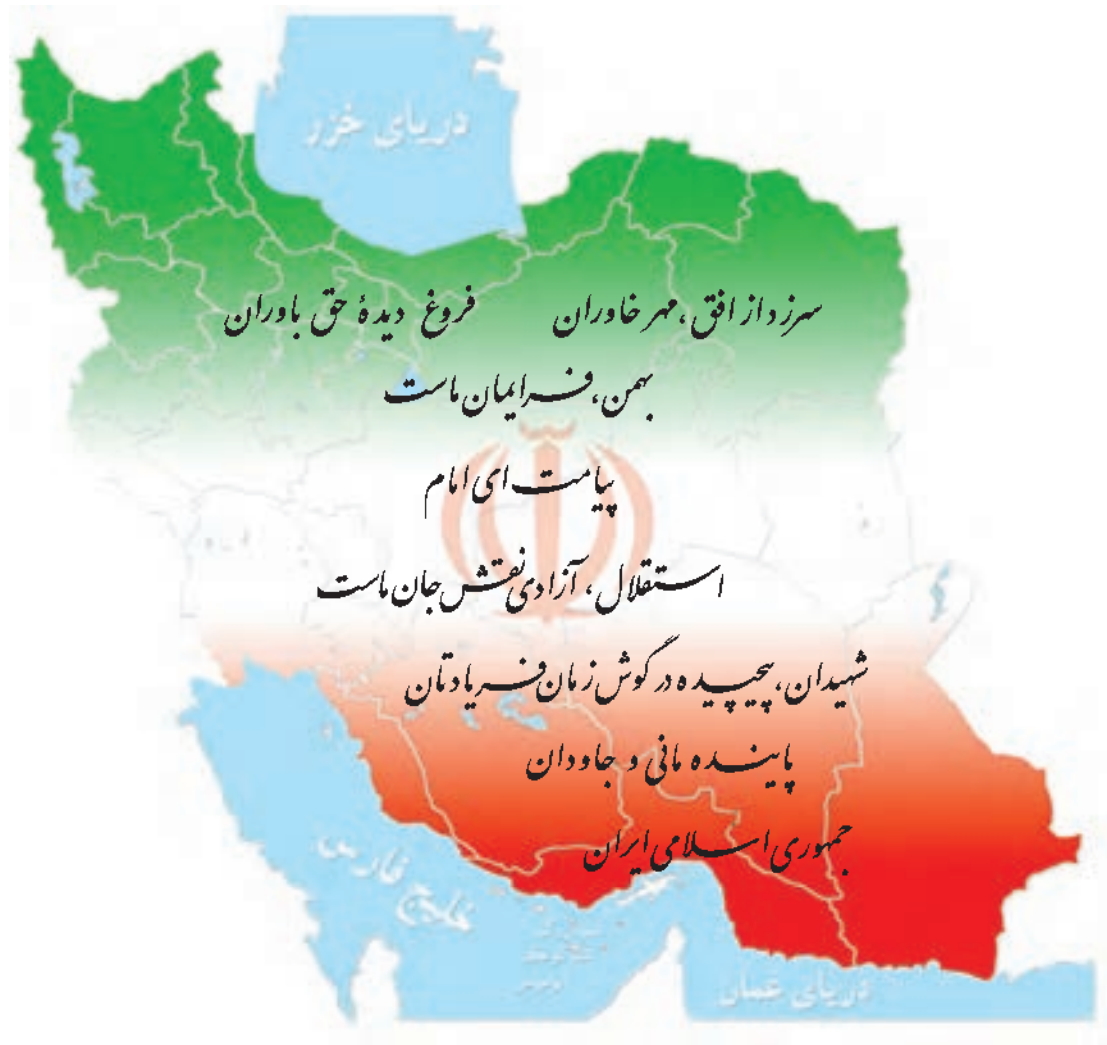 دریای خزر
سرزد از افق، مهر خاوران فروغ دیدهٔ حق باوران
بهمن، فر ایمان ماست
پیامت ای امام
استقلال، آزادی نقش جان ماست
شهیدان، پیچیده در گوش زمان فریادتان
پاینده مانی و جاودان
جمهوری اسلامی ایران
خلیج فارس
دریای عمان